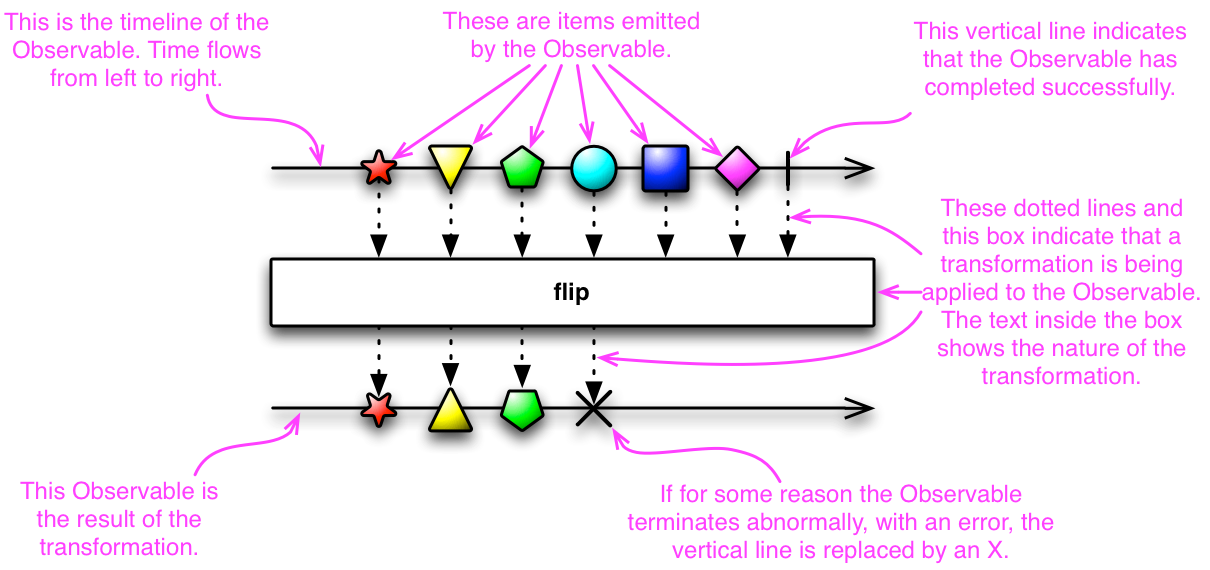 This is the timeline of the
Observable. Time flows
from left to right.
These are items emitted
by the Observable.
This vertical line indicates
that the Observable has
completed successfully.
These dotted lines and
this box indicate that a
transformation is being
applied to the Observable.
The text inside the box
shows the nature of the
transformation.
flip
This Observable is
the result of the
transformation.
If for some reason the Observable
terminates abnormally, with an error, the
vertical line is replaced by an X.